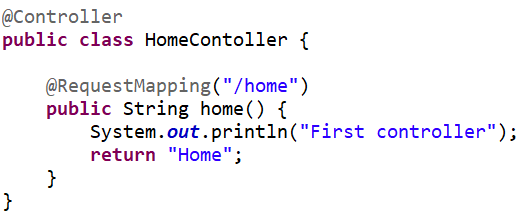 @Controller
public class HomeContoller {
@RequestMapping("/home")
public String home() {
System.out.println("First controller");
return "Home";
}
}